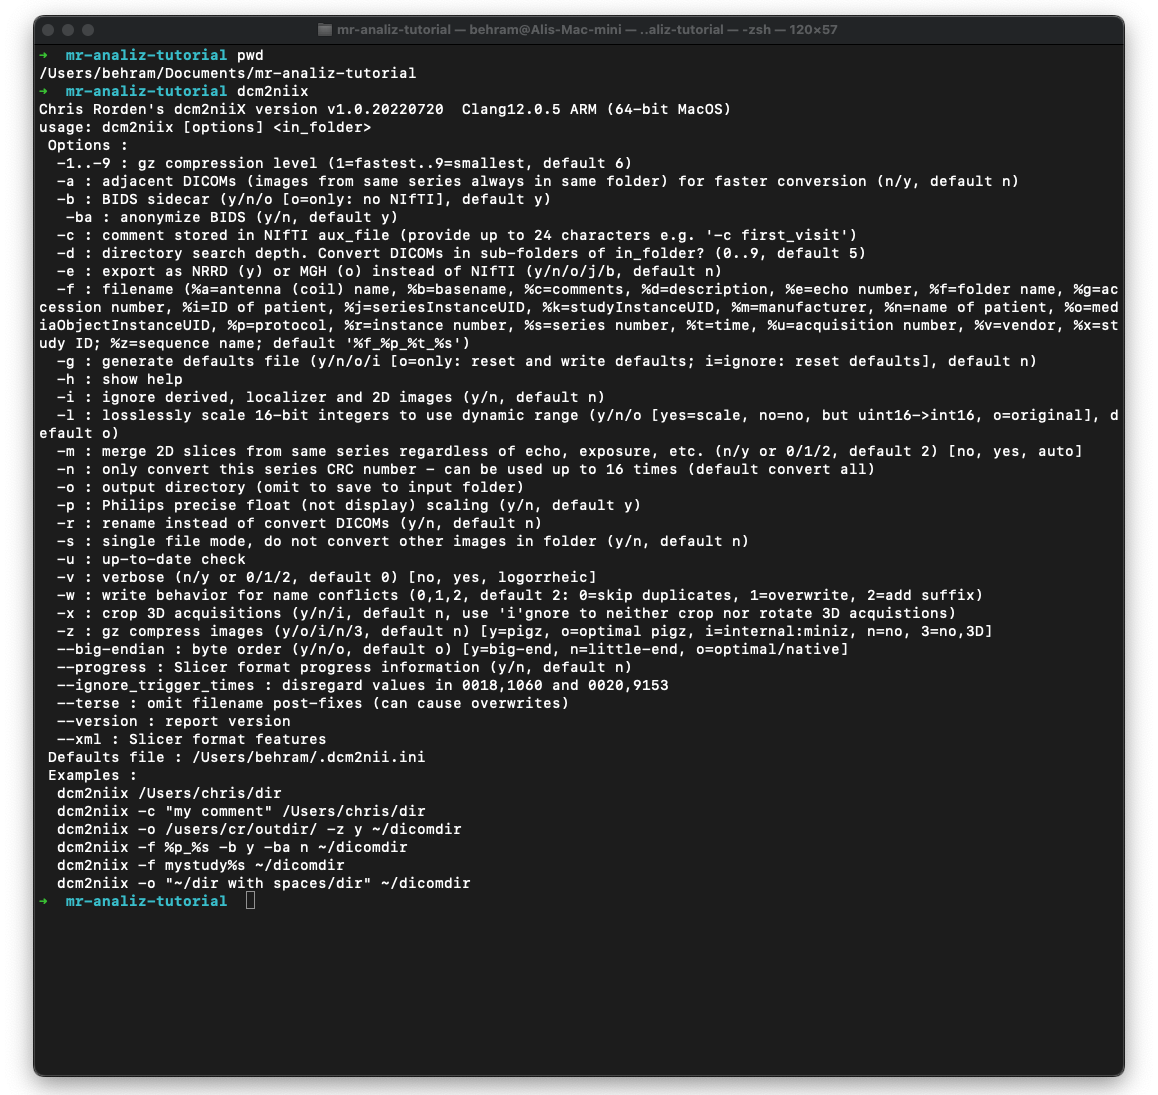 mr-analiz-tutorial — behram@Alis-Mac-mini — ..aliz-tutorial — -zsh — 120×57
➜  mr-analiz-tutorial pwd
/Users/behram/Documents/mr-analiz-tutorial
➜  mr-analiz-tutorial dcm2niix
Chris Rorden's dcm2niiX version v1.0.20220720  Clang12.0.5 ARM (64-bit MacOS)
usage: dcm2niix [options] <in_folder>
 Options :
  -1..-9 : gz compression level (1=fastest..9=smallest, default 6)
  -a : adjacent DICOMs (images from same series always in same folder) for faster conversion (n/y, default n)
  -b : BIDS sidecar (y/n/o [o=only: no NIfTI], default y)
   -ba : anonymize BIDS (y/n, default y)
  -c : comment stored in NIfTI aux_file (provide up to 24 characters e.g. '-c first_visit')
  -d : directory search depth. Convert DICOMs in sub-folders of in_folder? (0..9, default 5)
  -e : export as NRRD (y) or MGH (o) instead of NIfTI (y/n/o/j/b, default n)
  -f : filename (%a=antenna (coil) name, %b=basename, %c=comments, %d=description, %e=echo number, %f=folder name, %g=ac
cession number, %i=ID of patient, %j=seriesInstanceUID, %k=studyInstanceUID, %m=manufacturer, %n=name of patient, %o=med
iaObjectInstanceUID, %p=protocol, %r=instance number, %s=series number, %t=time, %u=acquisition number, %v=vendor, %x=st
udy ID; %z=sequence name; default '%f_%p_%t_%s')
  -g : generate defaults file (y/n/o/i [o=only: reset and write defaults; i=ignore: reset defaults], default n)
  -h : show help
  -i : ignore derived, localizer and 2D images (y/n, default n)
  -l : losslessly scale 16-bit integers to use dynamic range (y/n/o [yes=scale, no=no, but uint16->int16, o=original], d
efault o)
  -m : merge 2D slices from same series regardless of echo, exposure, etc. (n/y or 0/1/2, default 2) [no, yes, auto]
  -n : only convert this series CRC number - can be used up to 16 times (default convert all)
  -o : output directory (omit to save to input folder)
  -p : Philips precise float (not display) scaling (y/n, default y)
  -r : rename instead of convert DICOMs (y/n, default n)
  -s : single file mode, do not convert other images in folder (y/n, default n)
  -u : up-to-date check
  -v : verbose (n/y or 0/1/2, default 0) [no, yes, logorrheic]
  -w : write behavior for name conflicts (0,1,2, default 2: 0=skip duplicates, 1=overwrite, 2=add suffix)
  -x : crop 3D acquisitions (y/n/i, default n, use 'i'gnore to neither crop nor rotate 3D acquistions)
  -z : gz compress images (y/o/i/n/3, default n) [y=pigz, o=optimal pigz, i=internal:miniz, n=no, 3=no,3D]
  --big-endian : byte order (y/n/o, default o) [y=big-end, n=little-end, o=optimal/native]
  --progress : Slicer format progress information (y/n, default n)
  --ignore_trigger_times : disregard values in 0018,1060 and 0020,9153
  --terse : omit filename post-fixes (can cause overwrites)
  --version : report version
  --xml : Slicer format features
 Defaults file : /Users/behram/.dcm2nii.ini
 Examples :
  dcm2niix /Users/chris/dir
  dcm2niix -c "my comment" /Users/chris/dir
  dcm2niix -o /users/cr/outdir/ -z y ~/dicomdir
  dcm2niix -f %p_%s -b y -ba n ~/dicomdir
  dcm2niix -f mystudy%s ~/dicomdir
  dcm2niix -o "~/dir with spaces/dir" ~/dicomdir
➜  mr-analiz-tutorial